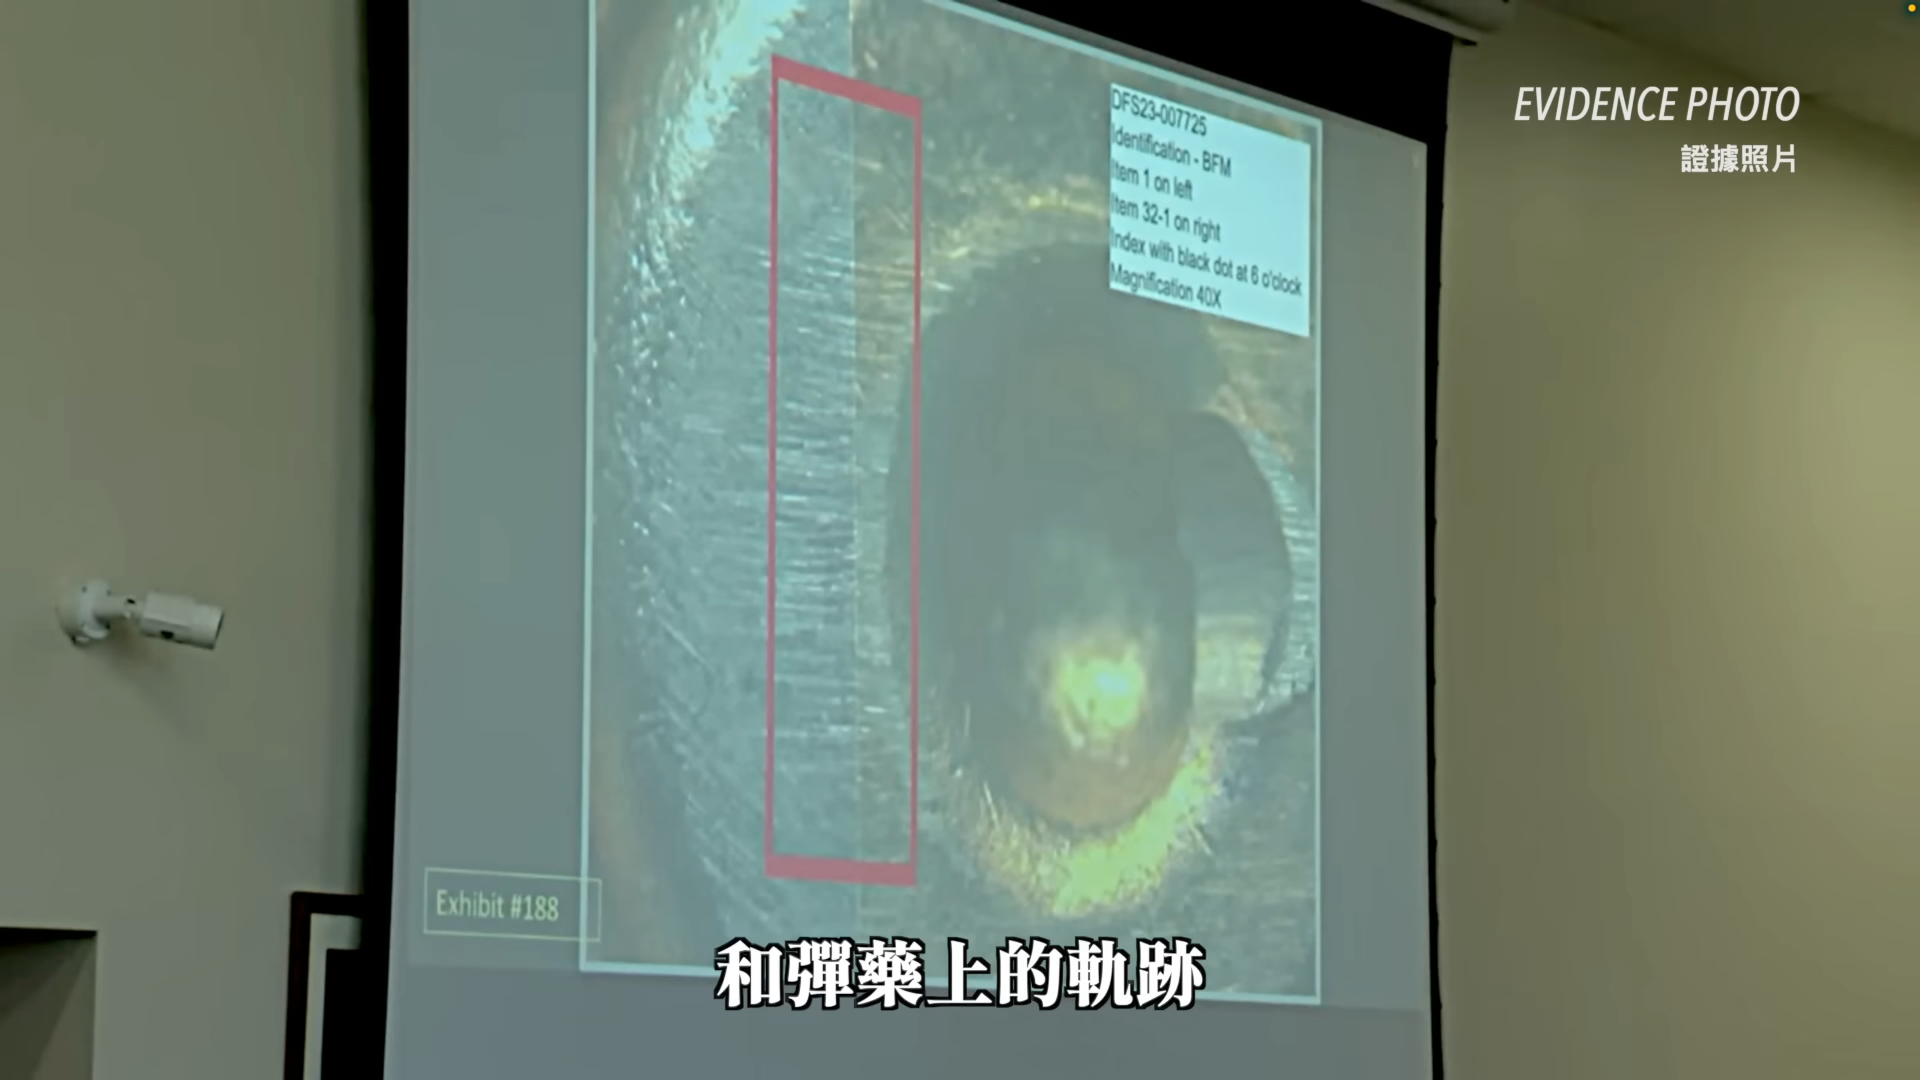 EVIDENCE PHOTO
證據照片
DFS23-007725
Identification - BFM
Item 1 on left
Item 32-1 on right
Index with black dot at 6 o'clock
Magnification 40X
Exhibit #188
和彈藥上的軌跡